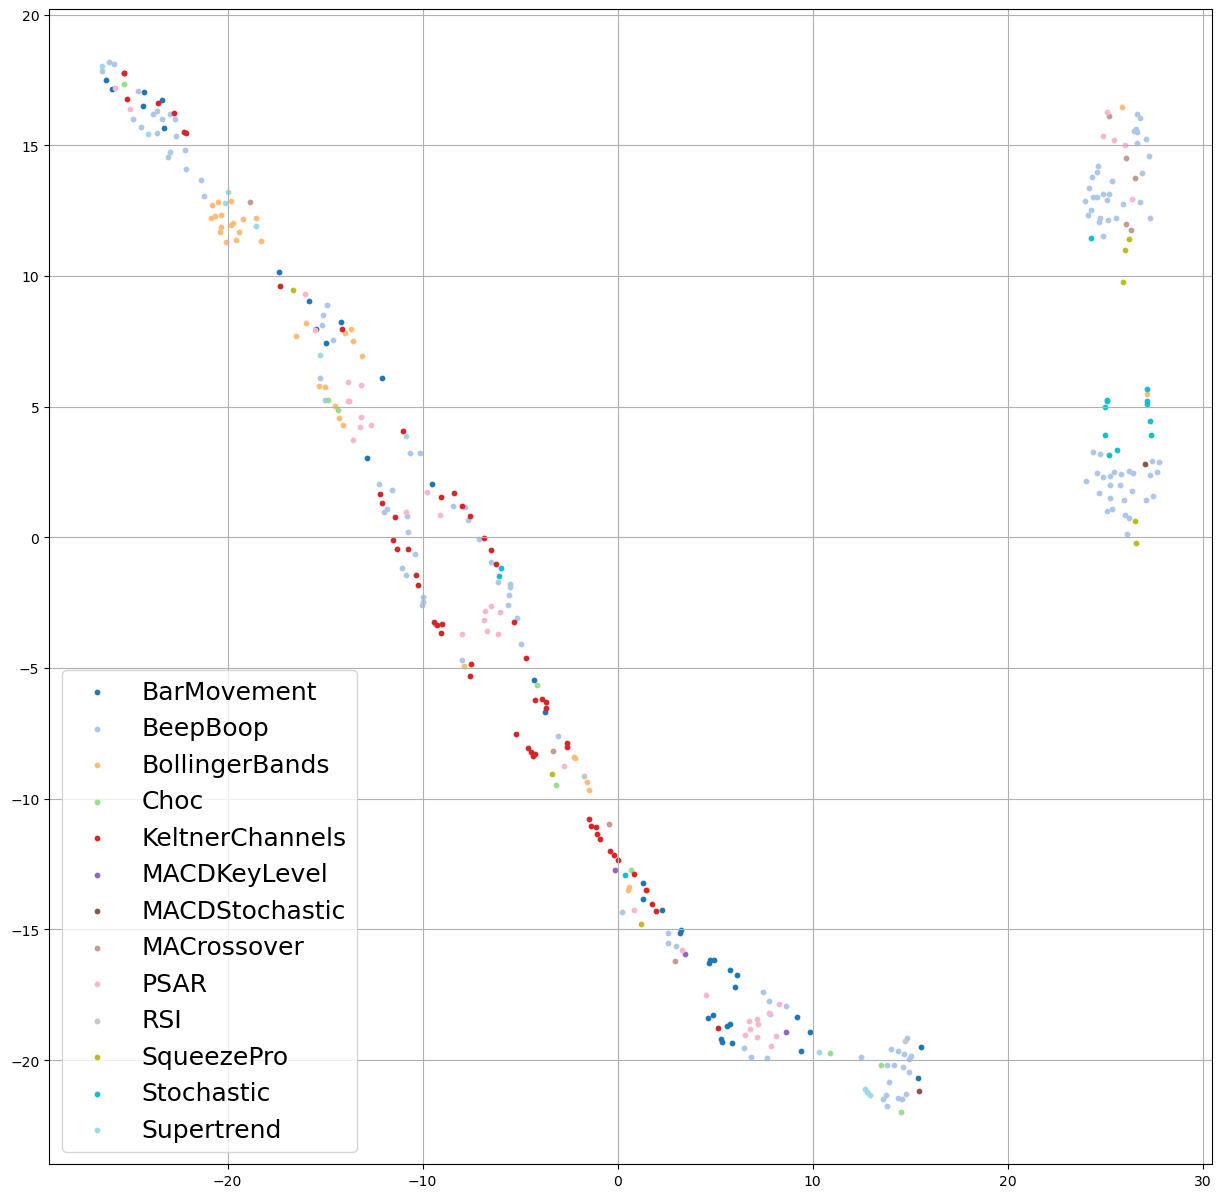 20
15
10
5
0
−5
−10
−15
−20
BarMovement
BeepBoop
BollingerBands
Choc
KeltnerChannels
MACDKeyLevel
MACDStochastic
MACrossover
PSAR
RSI
SqueezePro
Stochastic
Supertrend
−20 −10 0 10 20 30